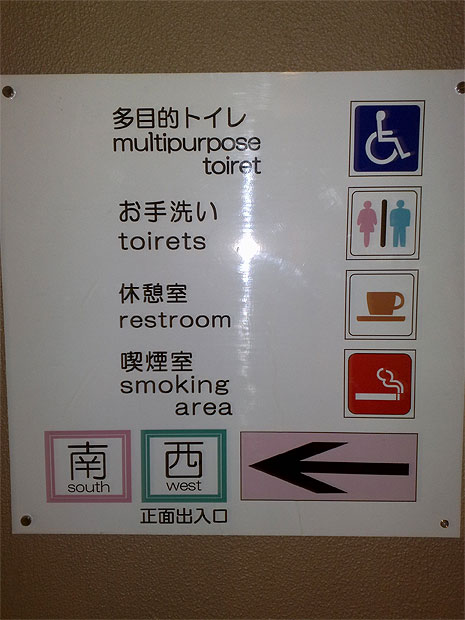 多目的トイレ
multipurpose
toiret
お手洗い
toirets
休憩室
restroom
喫煙室
smoking
area
南
south
西
west
正面出入口